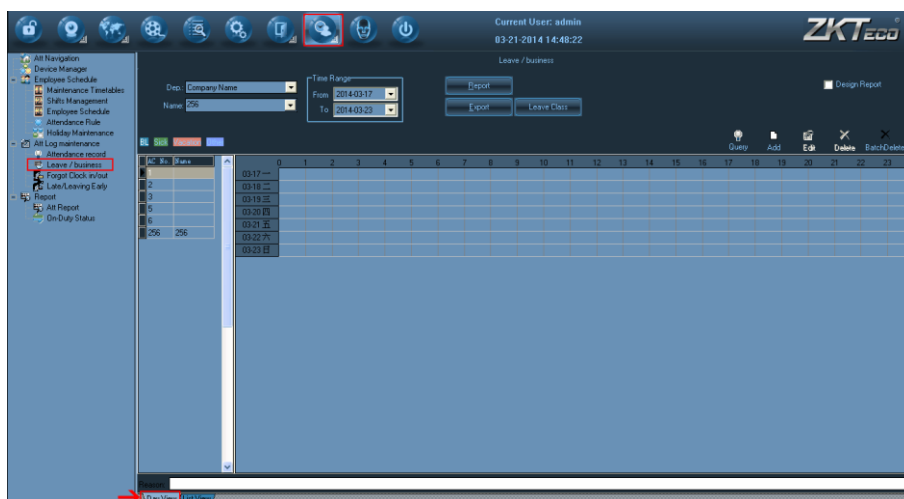 Current User: admin
03-21-2014 14:48:22
ZKTECO
Att Navigation
Device Manager
Employee Schedule
Maintenance Timetables
Shifts Management
Employee Schedule
Attendance Rule
Holiday Maintenance
Att Log maintenance
Attendance record
Leave / business
Forgot Clock in/out
Late/Leaving Early
Report
Att Report
On-Duty Status
Leave / business
Dep.: Company Name
Name: 256
Time Range
From 2014-03-17
To 2014-03-23
Report
Export Leave Class
Design Report
BL Sick Vacation Other
Query Add Edit Delete BatchDelete
AC No. Name
1
2
3
5
6
256 256
0 1 2 3 4 5 6 7 8 9 10 11 12 13 14 15 16 17 18 19 20 21 22 23
03-17 一
03-18 二
03-19 三
03-20 四
03-21 五
03-22 六
03-23 日
Reason:
Day View List View